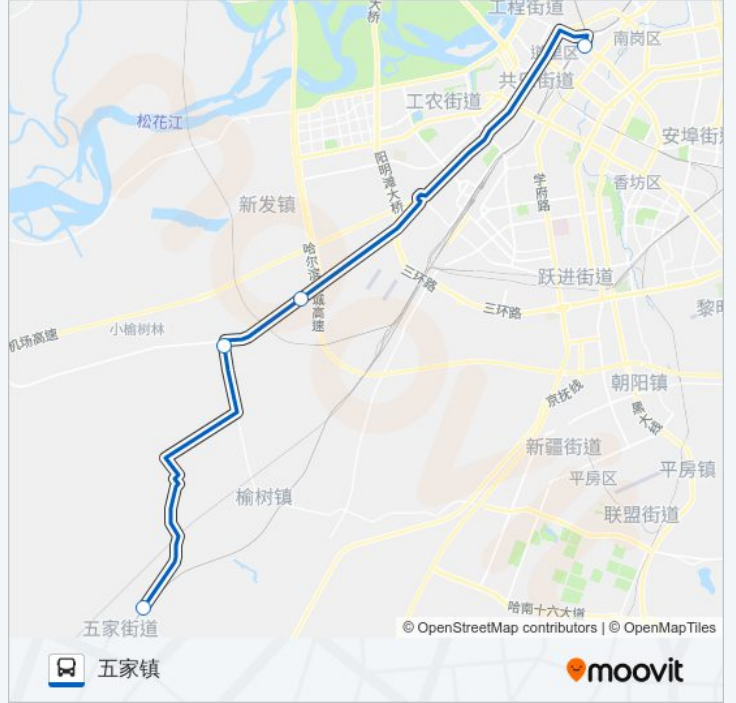 工程街道
大桥
道里区
南岗区
共乐街道
工农街道
松花江
安埠街
阳明滩大桥
学府路
香坊区
新发镇
哈尔滨
城高速
三环路
跃进街道
三环路
黎明
机场高速
小榆树林
朝阳镇
京抚线
黑大线
新疆街道
平房区
平房镇
榆树镇
联盟街道
哈南十六大道
五家街道
© OpenStreetMap contributors | © OpenMapTiles
五家镇
moovit